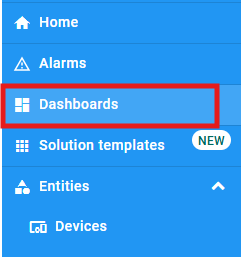 Home
Alarms
Dashboards
Solution templates NEW
Entities
Devices